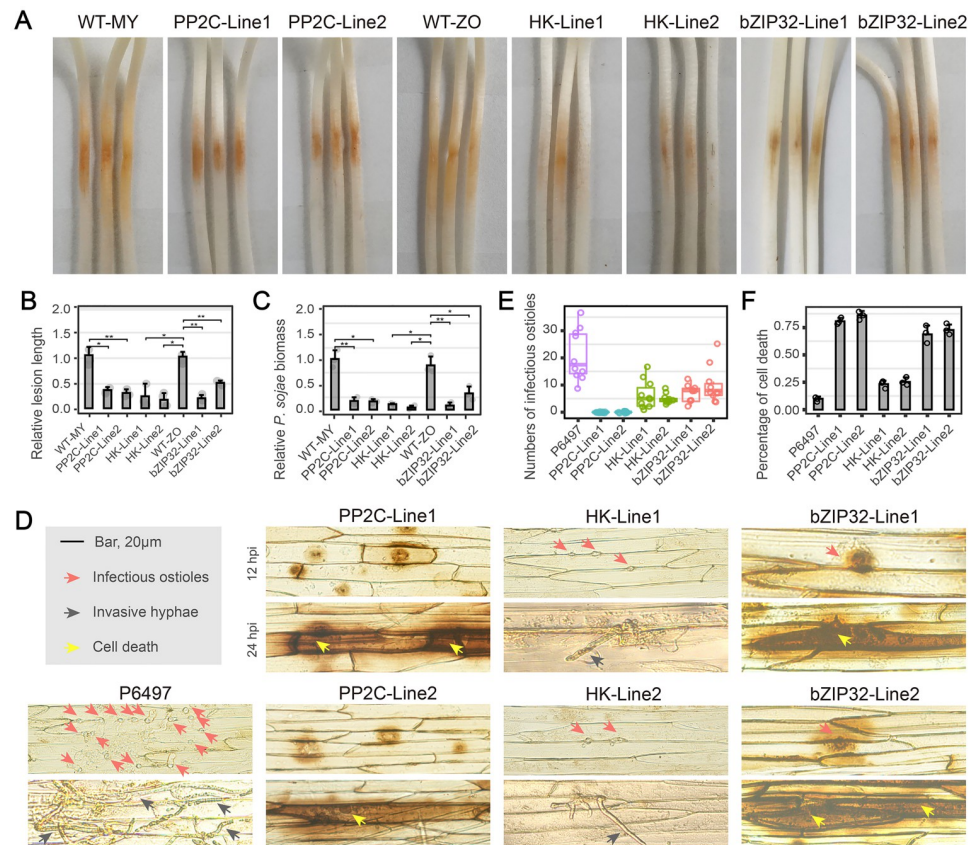 A
WT-MY PP2C-Line1 PP2C-Line2 WT-ZO HK-Line1 HK-Line2 bZIP32-Line1 bZIP32-Line2
B
Relative lesion length
2.0
1.5
1.0
0.5
0.0
* ** * * ** **
WT-MY
PP2C-Line1
PP2C-Line2
HK-Line1
HK-Line2
WT-ZO
bZIP32-Line1
bZIP32-Line2
C
Relative P. sojae biomass
2.0
1.5
1.0
0.5
0.0
** * * ** ** *
WT-MY
PP2C-Line1
PP2C-Line2
HK-Line1
HK-Line2
WT-ZO
bZIP32-Line1
bZIP32-Line2
E
Numbers of infectious ostioles
30
20
10
0
P6497
PP2C-Line1
PP2C-Line2
HK-Line1
HK-Line2
bZIP32-Line1
bZIP32-Line2
F
Percentage of cell death
0.75
0.25
0.00
P6497
PP2C-Line1
PP2C-Line2
HK-Line1
HK-Line2
bZIP32-Line1
bZIP32-Line2
D
Bar, 20μm
Infectious ostioles
Invasive hyphae
Cell death
PP2C-Line1 HK-Line1 bZIP32-Line1
12 hpi
24 hpi
P6497 PP2C-Line2 HK-Line2 bZIP32-Line2